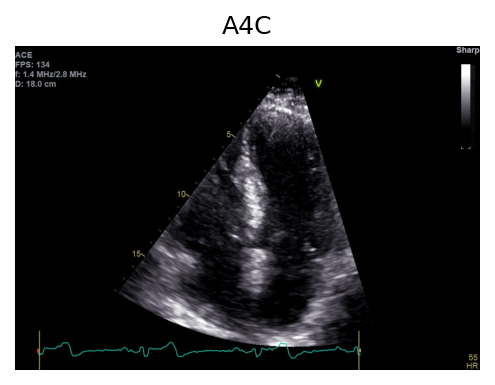 A4C
ACE
FPS: 134
f: 1.4 MHz/2.8 MHz
D: 18.0 cm
Sharp
V
5
10
15
55
HR